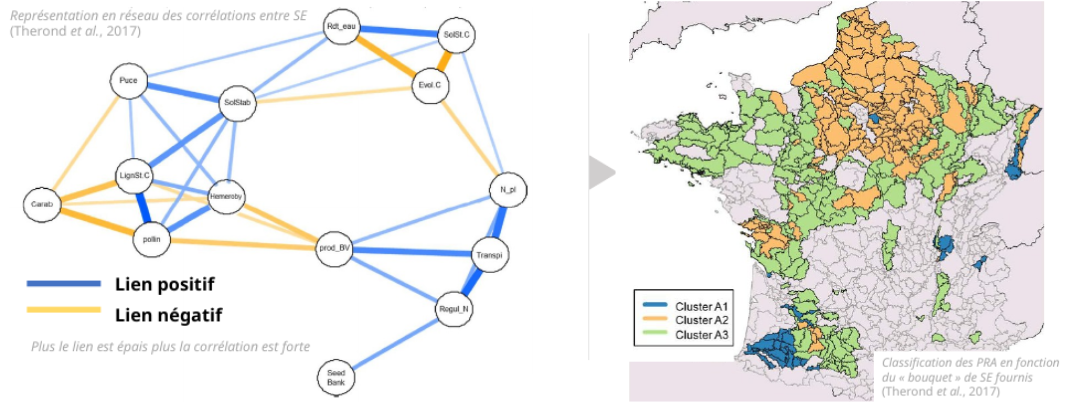 Représentation en réseau des corrélations entre SE
(Therond et al., 2017)
Rdt_eau
SolSt.C
Evol.C
Puce
SolStab
LignSt.C
Hemeroby
Carab
pollin
N_pl
prod_BV
Transpi
Regul_N
Seed
Bank
Lien positif
Lien négatif
Plus le lien est épais plus la corrélation est forte
Cluster A1
Cluster A2
Cluster A3
Classification des PRA en fonction
du « bouquet » de SE fournis
(Therond et al., 2017)